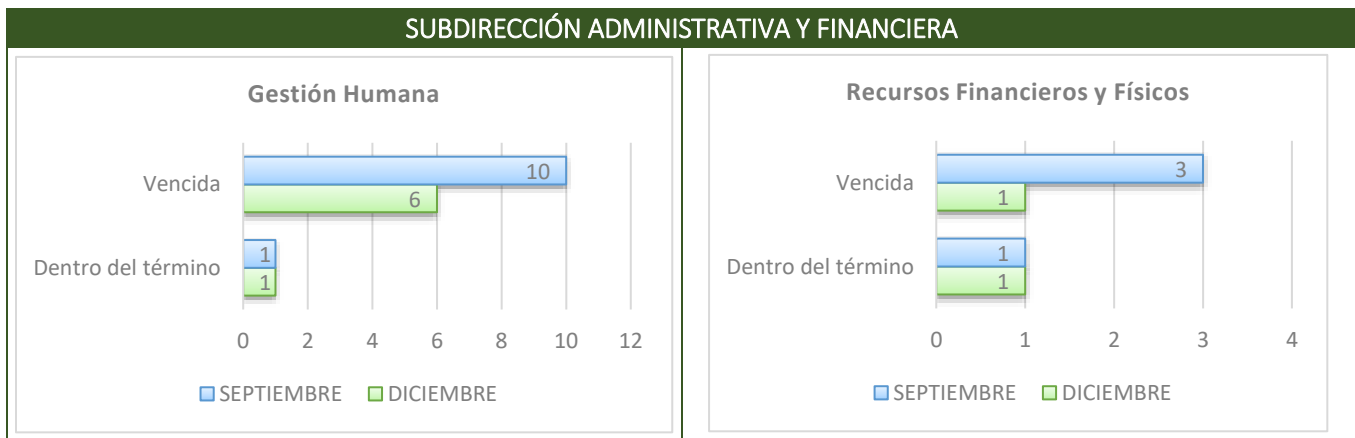 SUBDIRECCIÓN ADMINISTRATIVA Y FINANCIERA
Gestión Humana
Vencida
10
6
Dentro del término
1
1
0 2 4 6 8 10 12
SEPTIEMBRE DICIEMBRE
Recursos Financieros y Físicos
Vencida
3
1
Dentro del término
1
1
0 1 2 3 4
SEPTIEMBRE DICIEMBRE